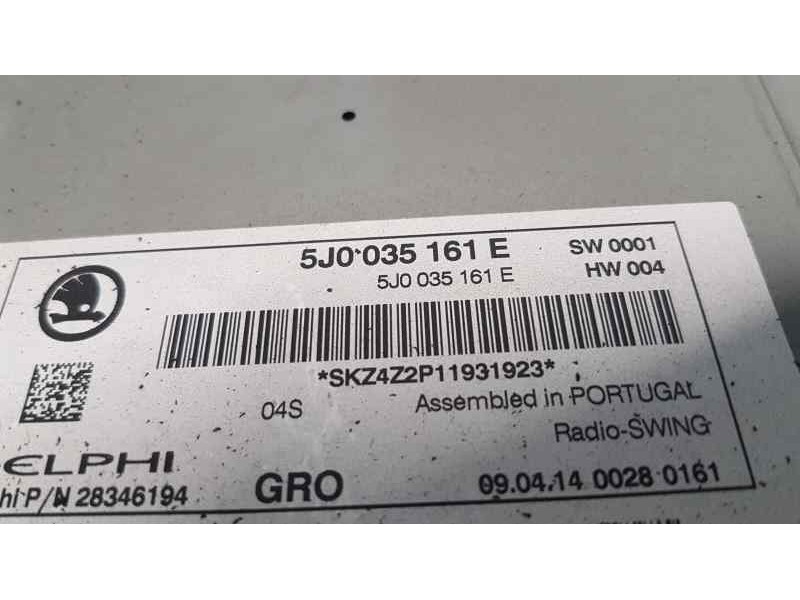 5J0 035 161 E SW 0001
5J0 035 161 E HW 004
*SKZ4Z2P11931923*
04S Assembled in PORTUGAL
Radio-SWING
ELPHI
hi P/N 28346194 GRO 09.04.14 0028 0161